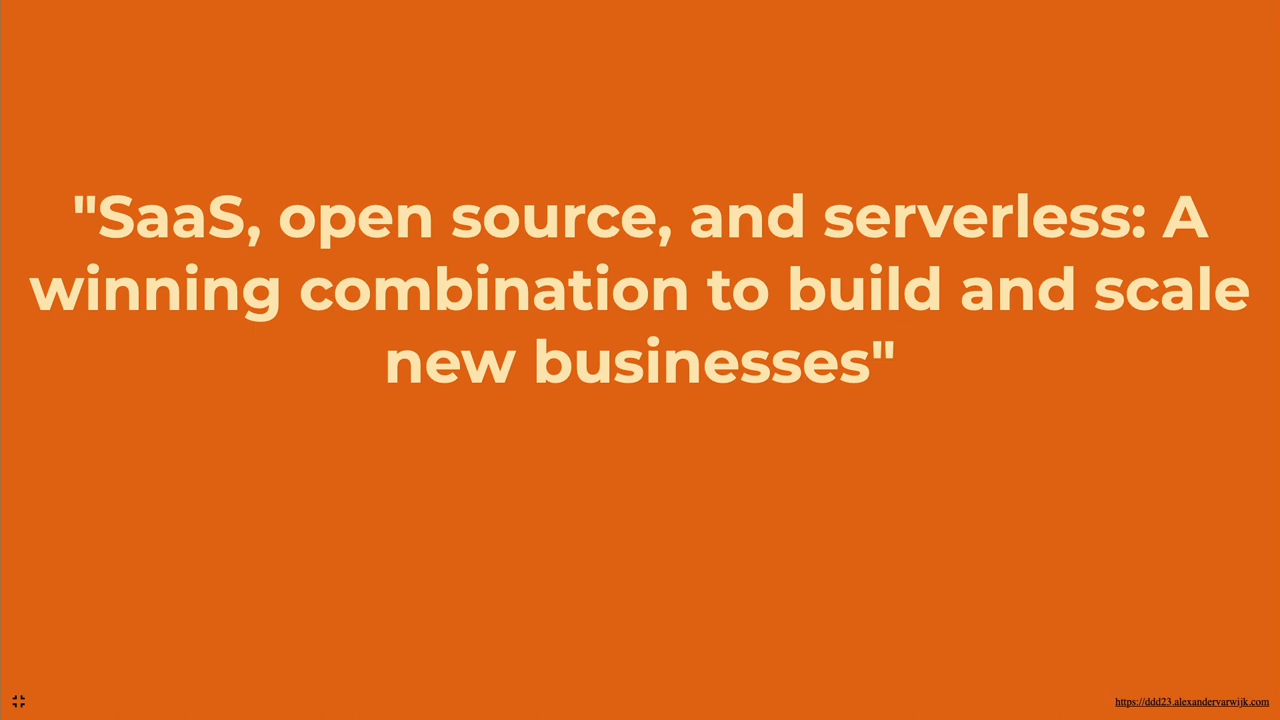 "SaaS, open source, and serverless: A
winning combination to build and scale
new businesses"
https://ddd23.alexandervarwijk.com